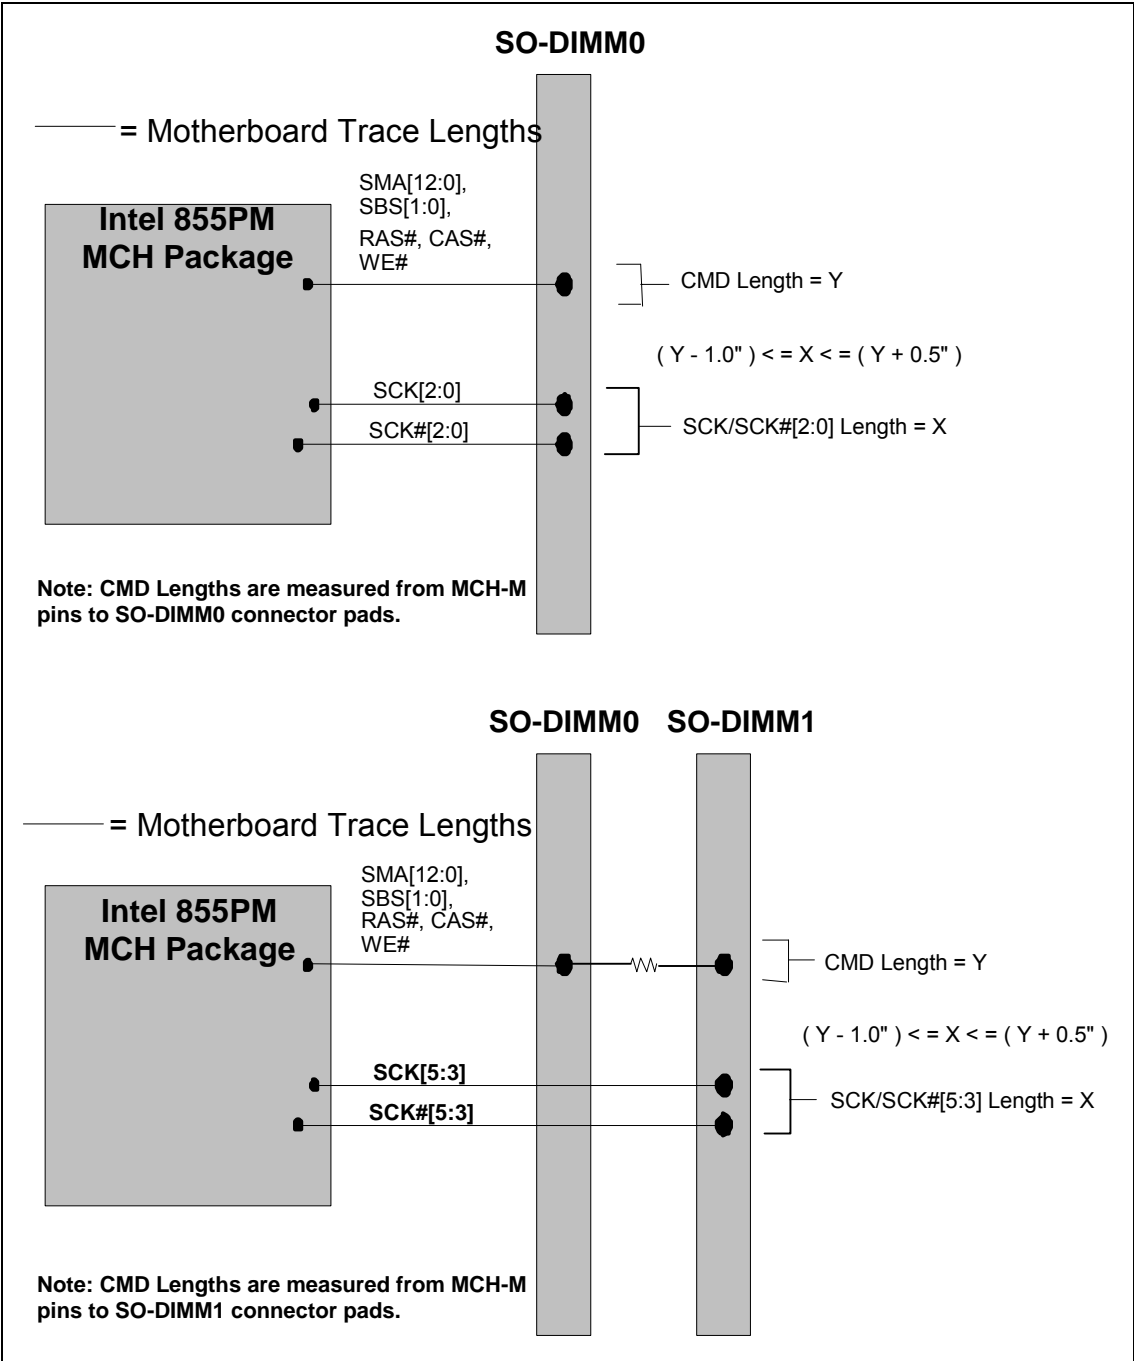 SO-DIMM0
= Motherboard Trace Lengths
SMA[12:0],
SBS[1:0],
RAS#, CAS#,
WE#
Intel 855PM
MCH Package
CMD Length = Y
( Y - 1.0" ) < = X < = ( Y + 0.5" )
SCK[2:0]
SCK#[2:0]
SCK/SCK#[2:0] Length = X
Note: CMD Lengths are measured from MCH-M
pins to SO-DIMM0 connector pads.
SO-DIMM0 SO-DIMM1
= Motherboard Trace Lengths
SMA[12:0],
SBS[1:0],
RAS#, CAS#,
WE#
Intel 855PM
MCH Package
CMD Length = Y
( Y - 1.0" ) < = X < = ( Y + 0.5" )
SCK[5:3]
SCK#[5:3]
SCK/SCK#[5:3] Length = X
Note: CMD Lengths are measured from MCH-M
pins to SO-DIMM1 connector pads.